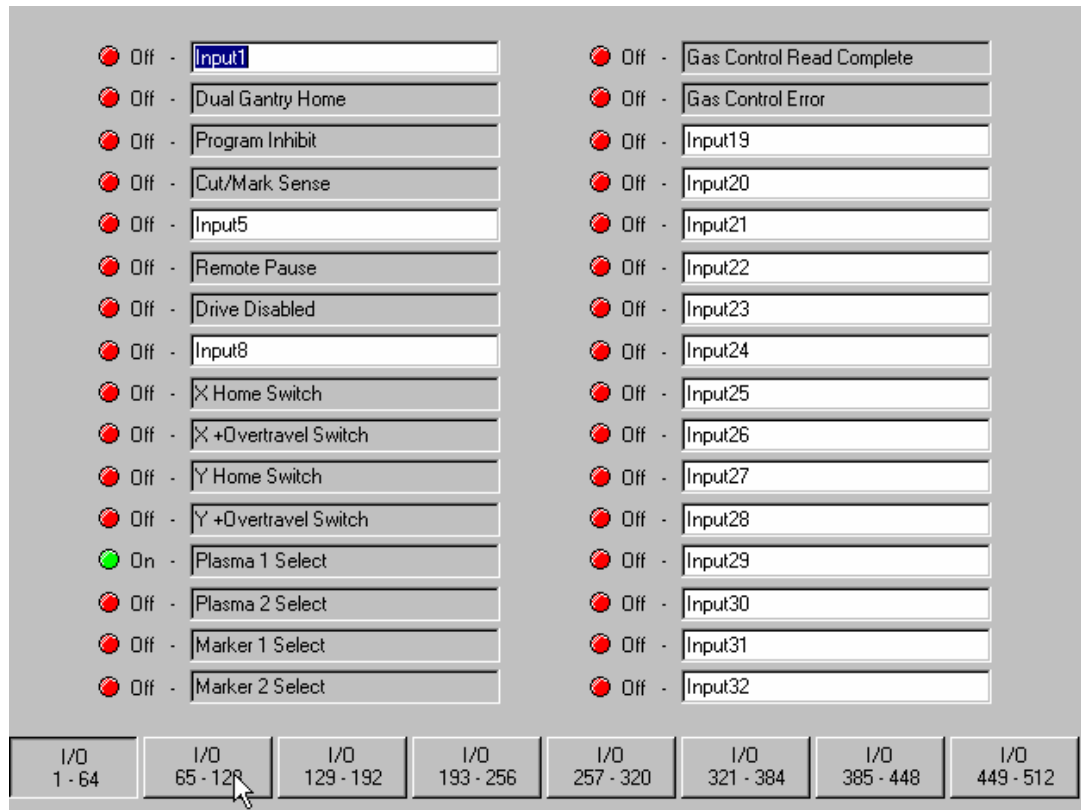 Off - Input1
Off - Dual Gantry Home
Off - Program Inhibit
Off - Cut/Mark Sense
Off - Input5
Off - Remote Pause
Off - Drive Disabled
Off - Input8
Off - X Home Switch
Off - X +Overtravel Switch
Off - Y Home Switch
Off - Y +Overtravel Switch
On - Plasma 1 Select
Off - Plasma 2 Select
Off - Marker 1 Select
Off - Marker 2 Select
Off - Gas Control Read Complete
Off - Gas Control Error
Off - Input19
Off - Input20
Off - Input21
Off - Input22
Off - Input23
Off - Input24
Off - Input25
Off - Input26
Off - Input27
Off - Input28
Off - Input29
Off - Input30
Off - Input31
Off - Input32
I/O
1 - 64
I/O
65 - 128
I/O
129 - 192
I/O
193 - 256
I/O
257 - 320
I/O
321 - 384
I/O
385 - 448
I/O
449 - 512